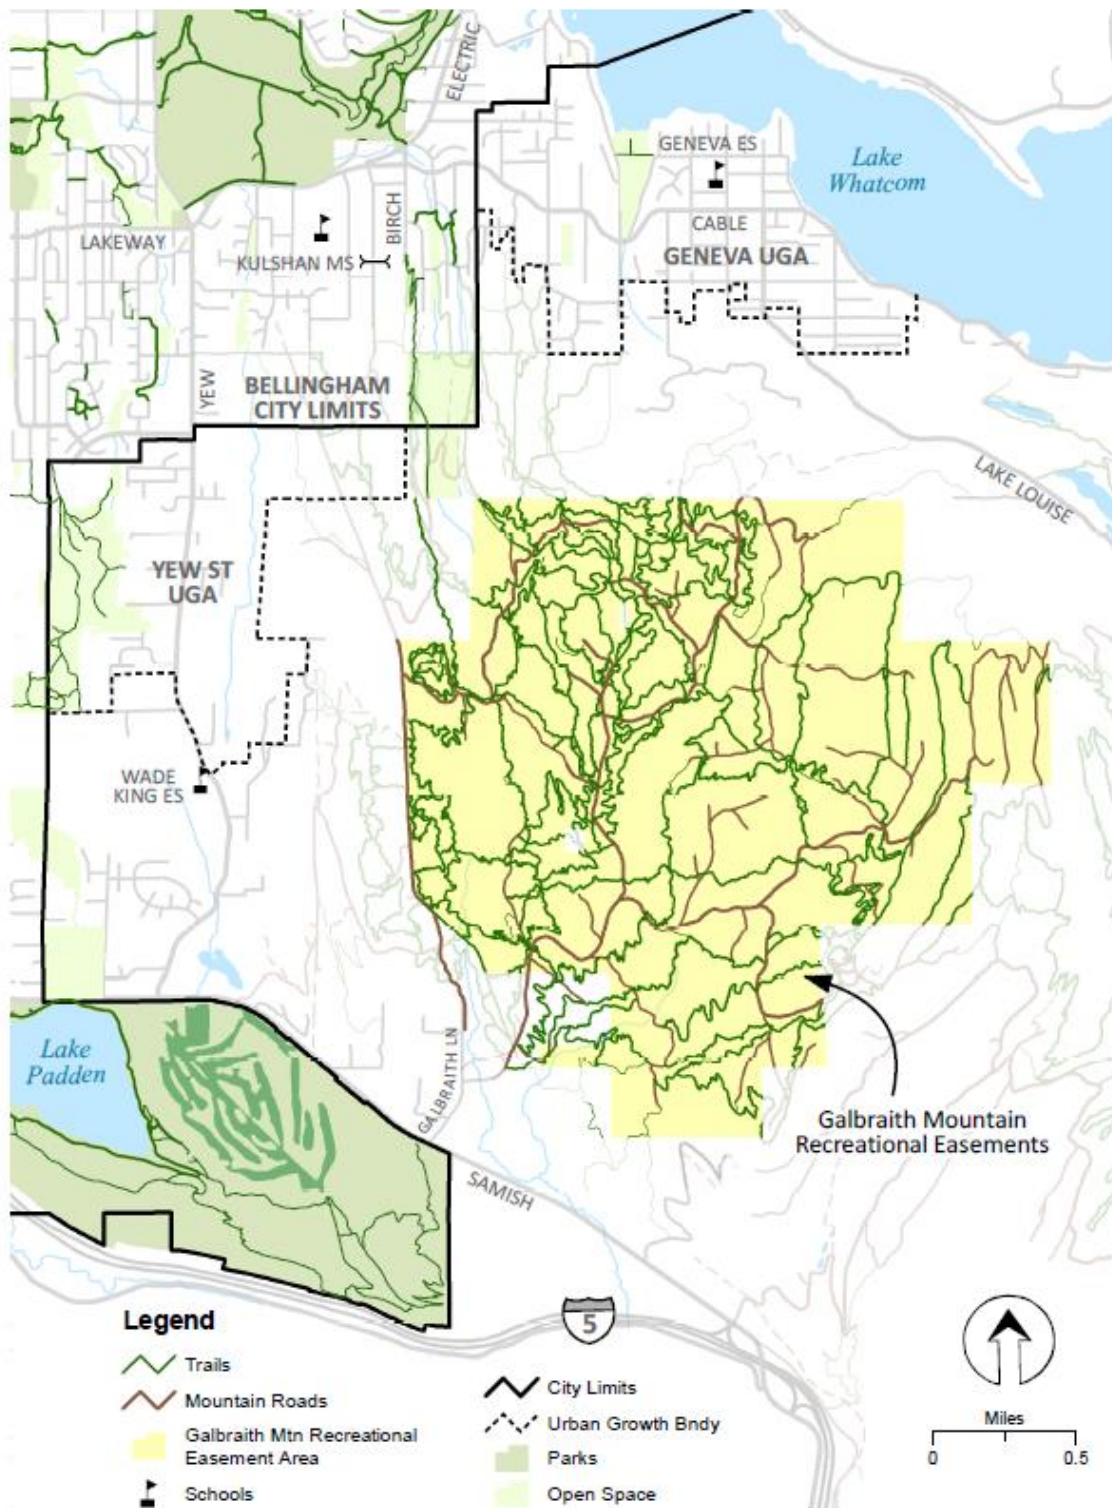 ELECTRIC
GENEVA ES
Lake
Whatcom
CABLE
GENEVA UGA
LAKEWAY
BIRCH
KULSHAN MS
YEW
BELLINGHAM
CITY LIMITS
LAKE LOUISE
YEW ST
UGA
WADE
KING ES
Lake
Padden
GALBRAITH LN
SAMISH
Galbraith Mountain
Recreational Easements
5
Legend
Trails
Mountain Roads
Galbraith Mtn Recreational
Easement Area
Schools
City Limits
Urban Growth Bndy
Parks
Open Space
Miles
0 0.5